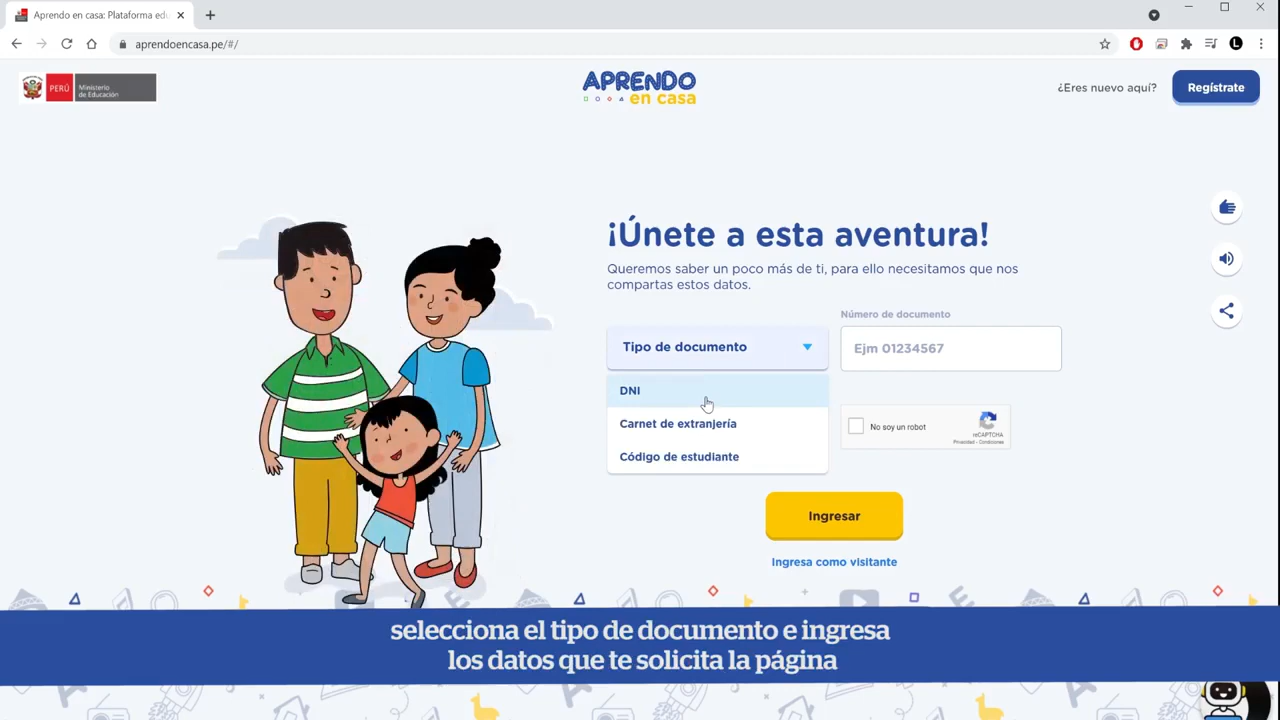 Aprendo en casa: Plataforma edu
aprendoencasa.pe/#/
L
PERÚ
Ministerio
de Educación
APRENDO
en casa
¿Eres nuevo aquí?
Regístrate
¡Únete a esta aventura!
Queremos saber un poco más de ti, para ello necesitamos que nos
compartas estos datos.
Número de documento
Tipo de documento
Ejm 01234567
DNI
Carnet de extranjería
Código de estudiante
No soy un robot
reCAPTCHA
Privacidad - Condiciones
Ingresar
Ingresa como visitante
selecciona el tipo de documento e ingresa
los datos que te solicita la página